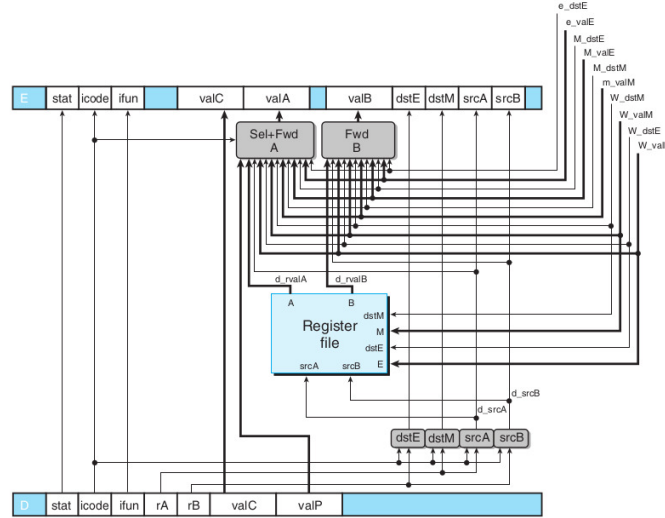 e_dstE
e_valE
M_dstE
M_valE
M_dstM
m_valM
W_dstM
W_valM
W_dstE
W_val
E stat icode ifun valC valA valB dstE dstM srcA srcB
Sel+Fwd
A
Fwd
B
d_rvalA
d_rvalB
A
B
Register
file
dstM
M
dstE
E
srcA
srcB
d_srcB
d_srcA
dstE dstM srcA srcB
D stat icode ifun rA rB valC valP